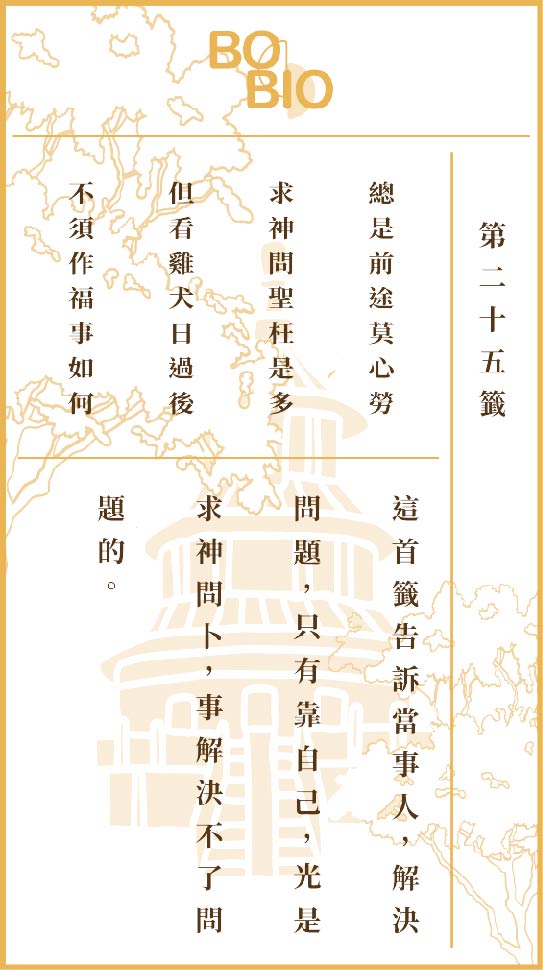 BO
BIO
第二十五籤
總是前途莫心勞
求神問聖枉是多
但看雞犬日過後
不須作福事如何
這首籤告訴當事人，解決
問題，只有靠自己，光是
求神問卜，事解決不了問
題的。